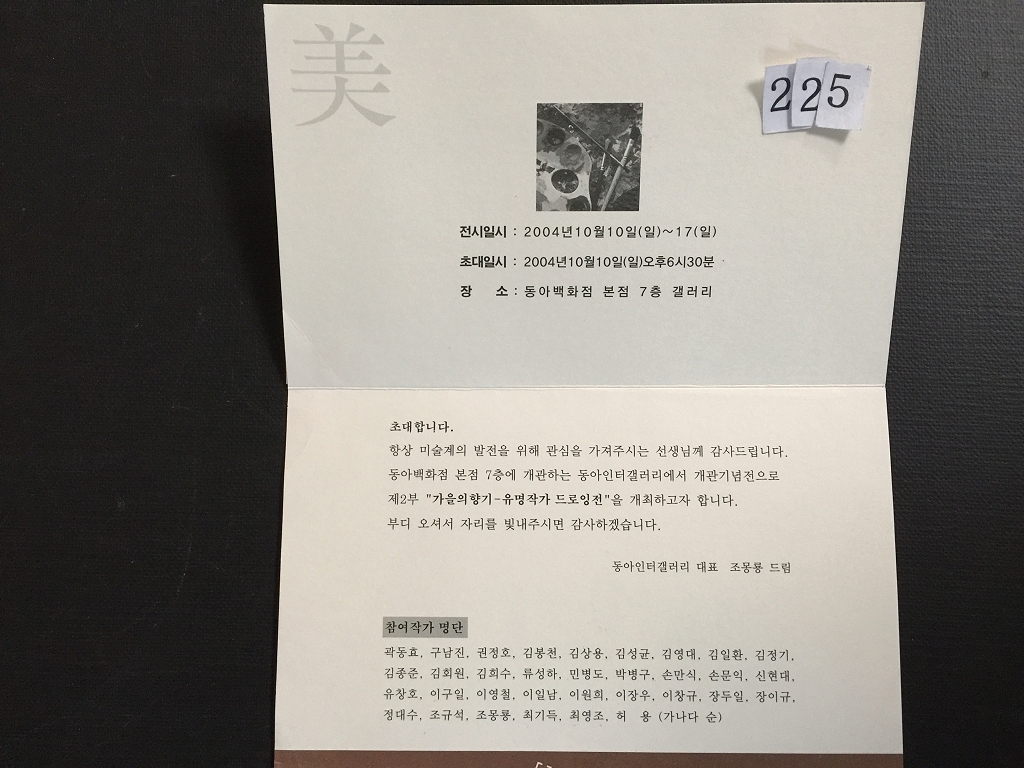 美
225
전시일시 : 2004년10월10일(일)~17(일)
초대일시 : 2004년10월10일(일)오후6시30분
장 소 : 동아백화점 본점 7층 갤러리
초대합니다.
항상 미술계의 발전을 위해 관심을 가져주시는 선생님께 감사드립니다.
동아백화점 본점 7층에 개관하는 동아인터갤러리에서 개관기념전으로
제2부 "가을의향기-유명작가 드로잉전"을 개최하고자 합니다.
부디 오셔서 자리를 빛내주시면 감사하겠습니다.
동아인터갤러리 대표 조몽룡 드림
참여작가 명단
곽동효, 구남진, 권정호, 김봉천, 김상용, 김성균, 김영대, 김일환, 김정기,
김종준, 김회원, 김희수, 류성하, 민병도, 박병구, 손만식, 손문익, 신현대,
유창호, 이구일, 이영철, 이일남, 이원희, 이장우, 이창규, 장두일, 장이규,
정대수, 조규석, 조몽룡, 최기득, 최영조, 허 용 (가나다 순)